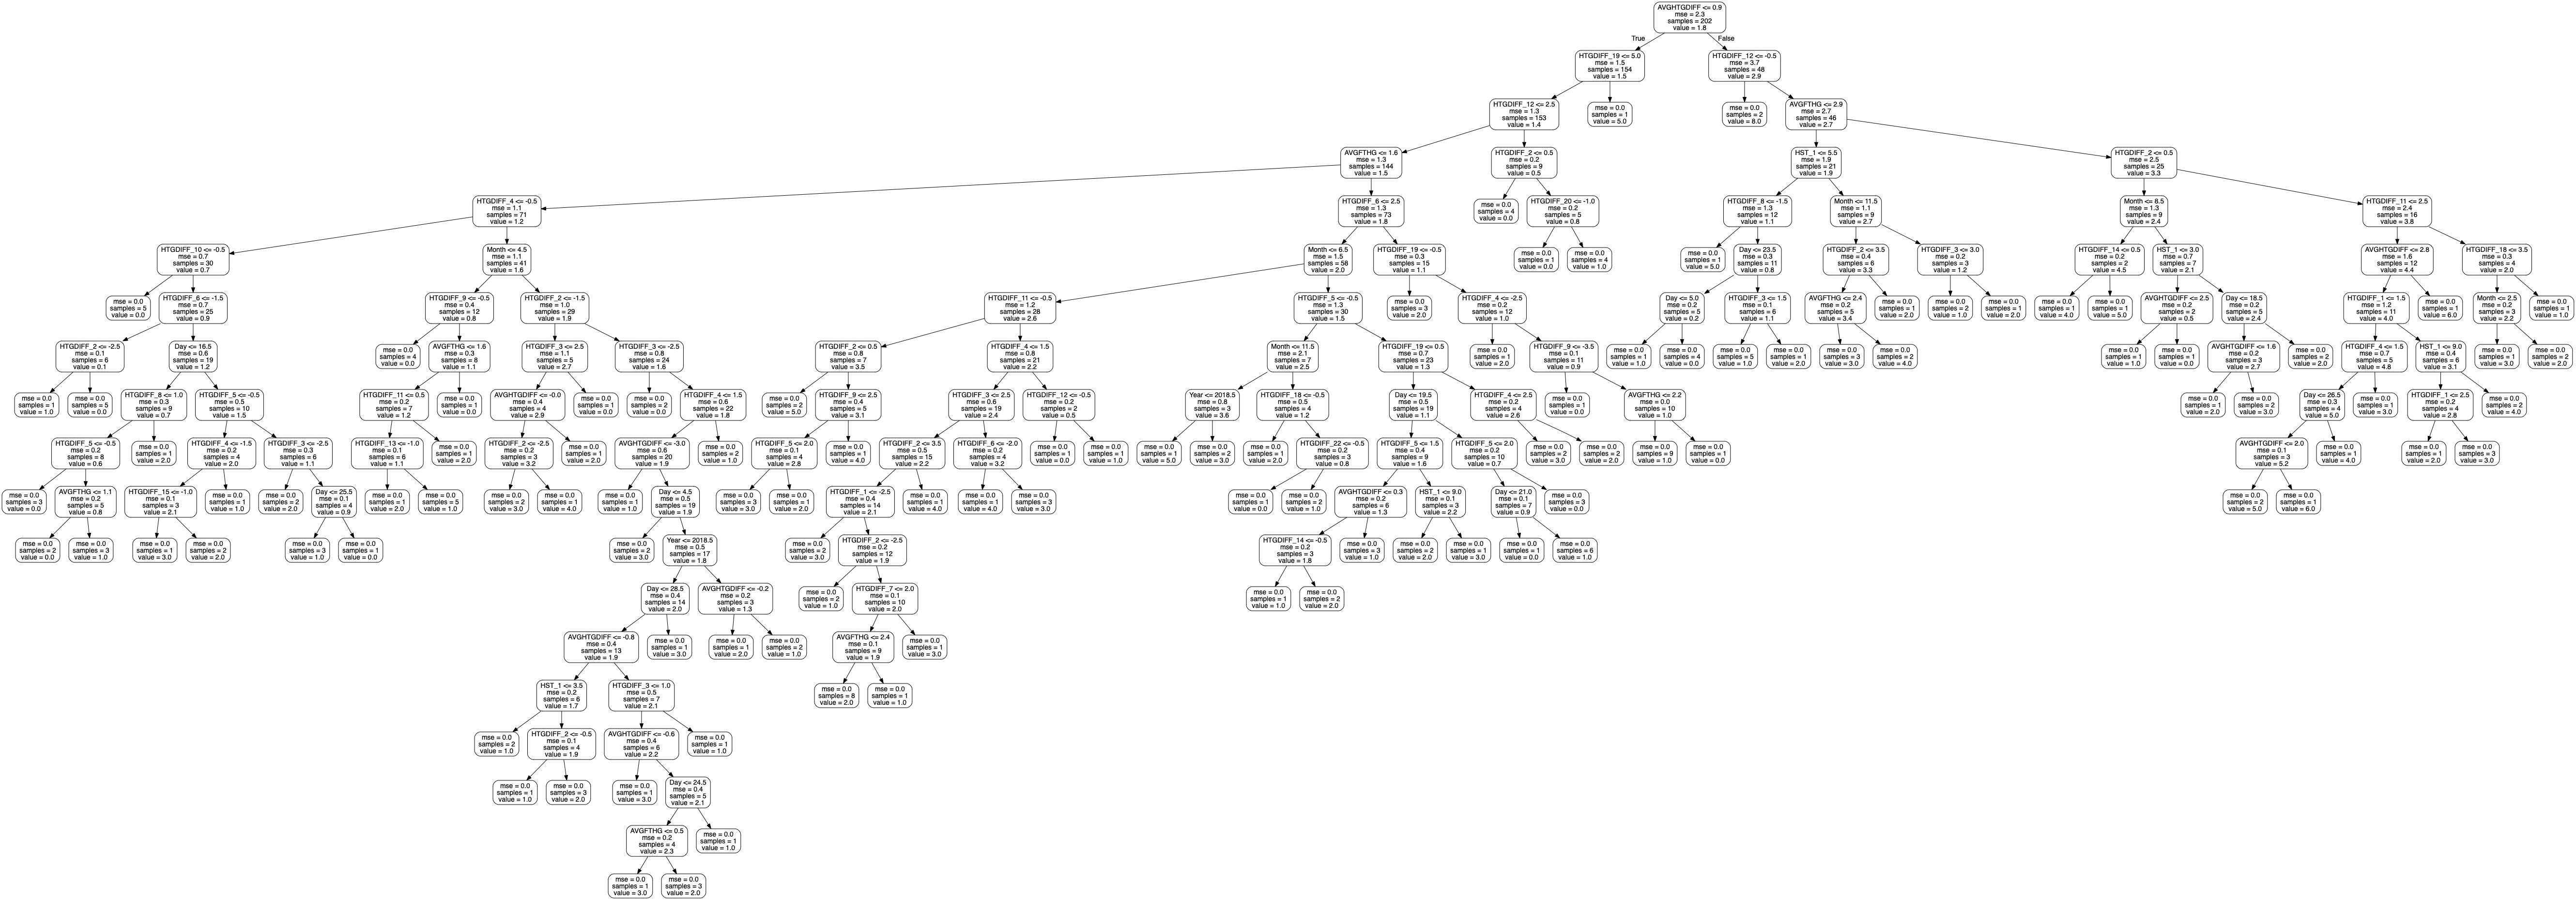 AVGHTGDIFF <= 0.9
mse = 2.3
samples = 202
value = 1.8
True
False
HTGDIFF_19 <= 5.0
mse = 1.5
samples = 154
value = 1.5
HTGDIFF_12 <= -0.5
mse = 3.7
samples = 48
value = 2.9
HTGDIFF_12 <= 2.5
mse = 1.3
samples = 153
value = 1.4
mse = 0.0
samples = 1
value = 5.0
mse = 0.0
samples = 2
value = 8.0
AVGFTHG <= 2.9
mse = 2.7
samples = 46
value = 2.7
AVGFTHG <= 1.6
mse = 1.3
samples = 144
value = 1.5
HTGDIFF_2 <= 0.5
mse = 0.2
samples = 9
value = 0.5
HST_1 <= 5.5
mse = 1.9
samples = 21
value = 1.9
HTGDIFF_2 <= 0.5
mse = 2.5
samples = 25
value = 3.3
HTGDIFF_4 <= -0.5
mse = 1.1
samples = 71
value = 1.2
HTGDIFF_6 <= 2.5
mse = 1.3
samples = 73
value = 1.8
mse = 0.0
samples = 4
value = 0.0
HTGDIFF_20 <= -1.0
mse = 0.2
samples = 5
value = 0.8
HTGDIFF_8 <= -1.5
mse = 1.3
samples = 12
value = 1.1
Month <= 11.5
mse = 1.1
samples = 9
value = 2.7
Month <= 8.5
mse = 1.3
samples = 9
value = 2.4
HTGDIFF_11 <= 2.5
mse = 2.4
samples = 16
value = 3.8
HTGDIFF_10 <= -0.5
mse = 0.7
samples = 30
value = 0.7
Month <= 4.5
mse = 1.1
samples = 41
value = 1.6
Month <= 6.5
mse = 1.5
samples = 58
value = 2.0
HTGDIFF_19 <= -0.5
mse = 0.3
samples = 15
value = 1.1
mse = 0.0
samples = 1
value = 0.0
mse = 0.0
samples = 4
value = 1.0
mse = 0.0
samples = 1
value = 5.0
Day <= 23.5
mse = 0.3
samples = 11
value = 0.8
HTGDIFF_2 <= 3.5
mse = 0.4
samples = 6
value = 3.3
HTGDIFF_3 <= 3.0
mse = 0.2
samples = 3
value = 1.2
HTGDIFF_14 <= 0.5
mse = 0.2
samples = 2
value = 4.5
HST_1 <= 3.0
mse = 0.7
samples = 7
value = 2.1
AVGHTGDIFF <= 2.8
mse = 1.6
samples = 12
value = 4.4
HTGDIFF_18 <= 3.5
mse = 0.3
samples = 4
value = 2.0
mse = 0.0
samples = 5
value = 0.0
HTGDIFF_6 <= -1.5
mse = 0.7
samples = 25
value = 0.9
HTGDIFF_9 <= -0.5
mse = 0.4
samples = 12
value = 0.8
HTGDIFF_2 <= -1.5
mse = 1.0
samples = 29
value = 1.9
HTGDIFF_11 <= -0.5
mse = 1.2
samples = 28
value = 2.6
HTGDIFF_5 <= -0.5
mse = 1.3
samples = 30
value = 1.5
mse = 0.0
samples = 3
value = 2.0
HTGDIFF_4 <= -2.5
mse = 0.2
samples = 12
value = 1.0
Day <= 5.0
mse = 0.2
samples = 5
value = 0.2
HTGDIFF_3 <= 1.5
mse = 0.1
samples = 6
value = 1.1
AVGFTHG <= 2.4
mse = 0.2
samples = 5
value = 3.4
mse = 0.0
samples = 1
value = 2.0
mse = 0.0
samples = 2
value = 1.0
mse = 0.0
samples = 1
value = 2.0
mse = 0.0
samples = 1
value = 4.0
mse = 0.0
samples = 1
value = 5.0
AVGHTGDIFF <= 2.5
mse = 0.2
samples = 2
value = 0.5
Day <= 18.5
mse = 0.2
samples = 5
value = 2.4
HTGDIFF_1 <= 1.5
mse = 1.2
samples = 11
value = 4.0
mse = 0.0
samples = 1
value = 6.0
Month <= 2.5
mse = 0.2
samples = 3
value = 2.2
mse = 0.0
samples = 1
value = 1.0
HTGDIFF_2 <= -2.5
mse = 0.1
samples = 6
value = 0.1
Day <= 16.5
mse = 0.6
samples = 19
value = 1.2
mse = 0.0
samples = 4
value = 0.0
AVGFTHG <= 1.6
mse = 0.3
samples = 8
value = 1.1
HTGDIFF_3 <= 2.5
mse = 1.1
samples = 5
value = 2.7
HTGDIFF_3 <= -2.5
mse = 0.8
samples = 24
value = 1.6
HTGDIFF_2 <= 0.5
mse = 0.8
samples = 7
value = 3.5
HTGDIFF_4 <= 1.5
mse = 0.8
samples = 21
value = 2.2
Month <= 11.5
mse = 2.1
samples = 7
value = 2.5
HTGDIFF_19 <= 0.5
mse = 0.7
samples = 23
value = 1.3
mse = 0.0
samples = 1
value = 2.0
HTGDIFF_9 <= -3.5
mse = 0.1
samples = 11
value = 0.9
mse = 0.0
samples = 1
value = 1.0
mse = 0.0
samples = 4
value = 0.0
mse = 0.0
samples = 5
value = 1.0
mse = 0.0
samples = 1
value = 2.0
mse = 0.0
samples = 3
value = 3.0
mse = 0.0
samples = 2
value = 4.0
mse = 0.0
samples = 1
value = 1.0
mse = 0.0
samples = 1
value = 0.0
AVGHTGDIFF <= 1.6
mse = 0.2
samples = 3
value = 2.7
mse = 0.0
samples = 2
value = 2.0
HTGDIFF_4 <= 1.5
mse = 0.7
samples = 5
value = 4.8
HST_1 <= 9.0
mse = 0.4
samples = 6
value = 3.1
mse = 0.0
samples = 1
value = 3.0
mse = 0.0
samples = 2
value = 2.0
mse = 0.0
samples = 1
value = 1.0
mse = 0.0
samples = 5
value = 0.0
HTGDIFF_8 <= 1.0
mse = 0.3
samples = 9
value = 0.7
HTGDIFF_5 <= -0.5
mse = 0.5
samples = 10
value = 1.5
HTGDIFF_11 <= 0.5
mse = 0.2
samples = 7
value = 1.2
mse = 0.0
samples = 1
value = 0.0
AVGHTGDIFF <= -0.0
mse = 0.4
samples = 4
value = 2.9
mse = 0.0
samples = 1
value = 0.0
mse = 0.0
samples = 2
value = 0.0
HTGDIFF_4 <= 1.5
mse = 0.6
samples = 22
value = 1.8
mse = 0.0
samples = 2
value = 5.0
HTGDIFF_9 <= 2.5
mse = 0.4
samples = 5
value = 3.1
HTGDIFF_3 <= 2.5
mse = 0.6
samples = 19
value = 2.4
HTGDIFF_12 <= -0.5
mse = 0.2
samples = 2
value = 0.5
Year <= 2018.5
mse = 0.8
samples = 3
value = 3.6
HTGDIFF_18 <= -0.5
mse = 0.5
samples = 4
value = 1.2
Day <= 19.5
mse = 0.5
samples = 19
value = 1.1
HTGDIFF_4 <= 2.5
mse = 0.2
samples = 4
value = 2.6
mse = 0.0
samples = 1
value = 0.0
AVGFTHG <= 2.2
mse = 0.0
samples = 10
value = 1.0
mse = 0.0
samples = 1
value = 2.0
mse = 0.0
samples = 2
value = 3.0
Day <= 26.5
mse = 0.3
samples = 4
value = 5.0
mse = 0.0
samples = 1
value = 3.0
HTGDIFF_1 <= 2.5
mse = 0.2
samples = 4
value = 2.8
mse = 0.0
samples = 2
value = 4.0
HTGDIFF_5 <= -0.5
mse = 0.2
samples = 8
value = 0.6
mse = 0.0
samples = 1
value = 2.0
HTGDIFF_4 <= -1.5
mse = 0.2
samples = 4
value = 2.0
HTGDIFF_3 <= -2.5
mse = 0.3
samples = 6
value = 1.1
HTGDIFF_13 <= -1.0
mse = 0.1
samples = 6
value = 1.1
mse = 0.0
samples = 1
value = 2.0
HTGDIFF_2 <= -2.5
mse = 0.2
samples = 3
value = 3.2
mse = 0.0
samples = 1
value = 2.0
AVGHTGDIFF <= -3.0
mse = 0.6
samples = 20
value = 1.9
mse = 0.0
samples = 2
value = 1.0
HTGDIFF_5 <= 2.0
mse = 0.1
samples = 4
value = 2.8
mse = 0.0
samples = 1
value = 4.0
HTGDIFF_2 <= 3.5
mse = 0.5
samples = 15
value = 2.2
HTGDIFF_6 <= -2.0
mse = 0.2
samples = 4
value = 3.2
mse = 0.0
samples = 1
value = 0.0
mse = 0.0
samples = 1
value = 1.0
mse = 0.0
samples = 1
value = 5.0
mse = 0.0
samples = 2
value = 3.0
mse = 0.0
samples = 1
value = 2.0
HTGDIFF_22 <= -0.5
mse = 0.2
samples = 3
value = 0.8
HTGDIFF_5 <= 1.5
mse = 0.4
samples = 9
value = 1.6
HTGDIFF_5 <= 2.0
mse = 0.2
samples = 10
value = 0.7
mse = 0.0
samples = 2
value = 3.0
mse = 0.0
samples = 2
value = 2.0
mse = 0.0
samples = 9
value = 1.0
mse = 0.0
samples = 1
value = 0.0
AVGHTGDIFF <= 2.0
mse = 0.1
samples = 3
value = 5.2
mse = 0.0
samples = 1
value = 4.0
mse = 0.0
samples = 1
value = 2.0
mse = 0.0
samples = 3
value = 3.0
mse = 0.0
samples = 3
value = 0.0
AVGFTHG <= 1.1
mse = 0.2
samples = 5
value = 0.8
HTGDIFF_15 <= -1.0
mse = 0.1
samples = 3
value = 2.1
mse = 0.0
samples = 1
value = 1.0
mse = 0.0
samples = 2
value = 2.0
Day <= 25.5
mse = 0.1
samples = 4
value = 0.9
mse = 0.0
samples = 1
value = 2.0
mse = 0.0
samples = 5
value = 1.0
mse = 0.0
samples = 2
value = 3.0
mse = 0.0
samples = 1
value = 4.0
mse = 0.0
samples = 1
value = 1.0
Day <= 4.5
mse = 0.5
samples = 19
value = 1.9
mse = 0.0
samples = 3
value = 3.0
mse = 0.0
samples = 1
value = 2.0
HTGDIFF_1 <= -2.5
mse = 0.4
samples = 14
value = 2.1
mse = 0.0
samples = 1
value = 4.0
mse = 0.0
samples = 1
value = 4.0
mse = 0.0
samples = 3
value = 3.0
mse = 0.0
samples = 1
value = 0.0
mse = 0.0
samples = 2
value = 1.0
AVGHTGDIFF <= 0.3
mse = 0.2
samples = 6
value = 1.3
HST_1 <= 9.0
mse = 0.1
samples = 3
value = 2.2
Day <= 21.0
mse = 0.1
samples = 7
value = 0.9
mse = 0.0
samples = 3
value = 0.0
mse = 0.0
samples = 2
value = 5.0
mse = 0.0
samples = 1
value = 6.0
mse = 0.0
samples = 2
value = 0.0
mse = 0.0
samples = 3
value = 1.0
mse = 0.0
samples = 1
value = 3.0
mse = 0.0
samples = 2
value = 2.0
mse = 0.0
samples = 3
value = 1.0
mse = 0.0
samples = 1
value = 0.0
mse = 0.0
samples = 2
value = 3.0
Year <= 2018.5
mse = 0.5
samples = 17
value = 1.8
mse = 0.0
samples = 2
value = 3.0
HTGDIFF_2 <= -2.5
mse = 0.2
samples = 12
value = 1.9
HTGDIFF_14 <= -0.5
mse = 0.2
samples = 3
value = 1.8
mse = 0.0
samples = 3
value = 1.0
mse = 0.0
samples = 2
value = 2.0
mse = 0.0
samples = 1
value = 3.0
mse = 0.0
samples = 1
value = 0.0
mse = 0.0
samples = 6
value = 1.0
Day <= 28.5
mse = 0.4
samples = 14
value = 2.0
AVGHTGDIFF <= -0.2
mse = 0.2
samples = 3
value = 1.3
mse = 0.0
samples = 2
value = 1.0
HTGDIFF_7 <= 2.0
mse = 0.1
samples = 10
value = 2.0
mse = 0.0
samples = 1
value = 1.0
mse = 0.0
samples = 2
value = 2.0
AVGHTGDIFF <= -0.8
mse = 0.4
samples = 13
value = 1.9
mse = 0.0
samples = 1
value = 3.0
mse = 0.0
samples = 1
value = 2.0
mse = 0.0
samples = 2
value = 1.0
AVGFTHG <= 2.4
mse = 0.1
samples = 9
value = 1.9
mse = 0.0
samples = 1
value = 3.0
HST_1 <= 3.5
mse = 0.2
samples = 6
value = 1.7
HTGDIFF_3 <= 1.0
mse = 0.5
samples = 7
value = 2.1
mse = 0.0
samples = 8
value = 2.0
mse = 0.0
samples = 1
value = 1.0
mse = 0.0
samples = 2
value = 1.0
HTGDIFF_2 <= -0.5
mse = 0.1
samples = 4
value = 1.9
AVGHTGDIFF <= -0.6
mse = 0.4
samples = 6
value = 2.2
mse = 0.0
samples = 1
value = 1.0
mse = 0.0
samples = 1
value = 1.0
mse = 0.0
samples = 3
value = 2.0
mse = 0.0
samples = 1
value = 3.0
Day <= 24.5
mse = 0.4
samples = 5
value = 2.1
AVGFTHG <= 0.5
mse = 0.2
samples = 4
value = 2.3
mse = 0.0
samples = 1
value = 1.0
mse = 0.0
samples = 1
value = 3.0
mse = 0.0
samples = 3
value = 2.0